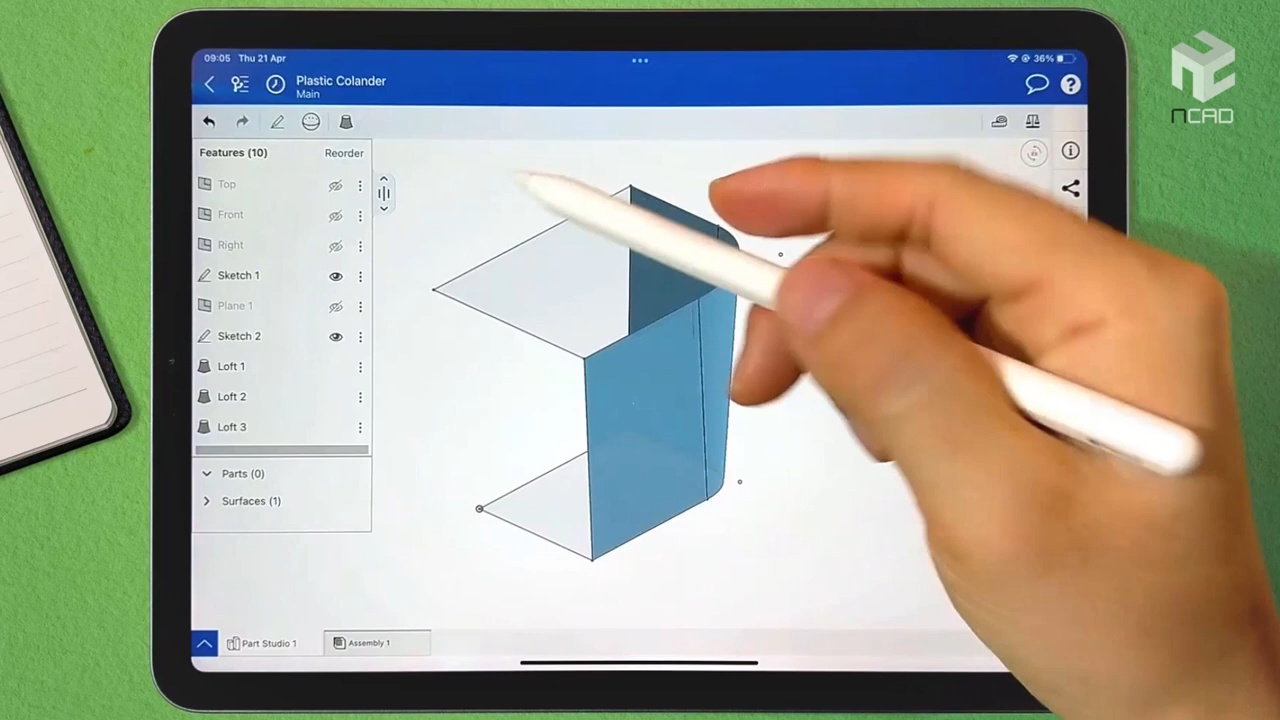 09:05 Thu 21 Apr
36%
Plastic Colander
Main
NCAD
Features (10) Reorder
Top
Front
Right
Sketch 1
Plane 1
Sketch 2
Loft 1
Loft 2
Loft 3
Parts (0)
Surfaces (1)
Part Studio 1
Assembly 1